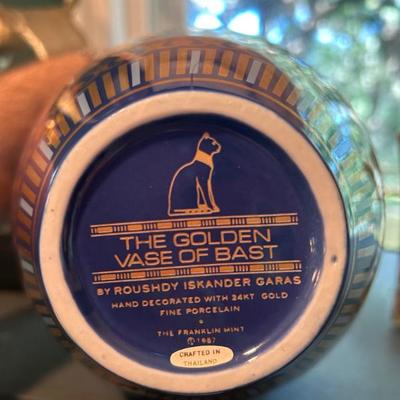 THE GOLDEN
VASE OF BAST
BY ROUSHDY ISKANDER GARAS
HAND DECORATED WITH 24KT GOLD
FINE PORCELAIN
THE FRANKLIN MINT
© 1987
CRAFTED IN
THAILAND